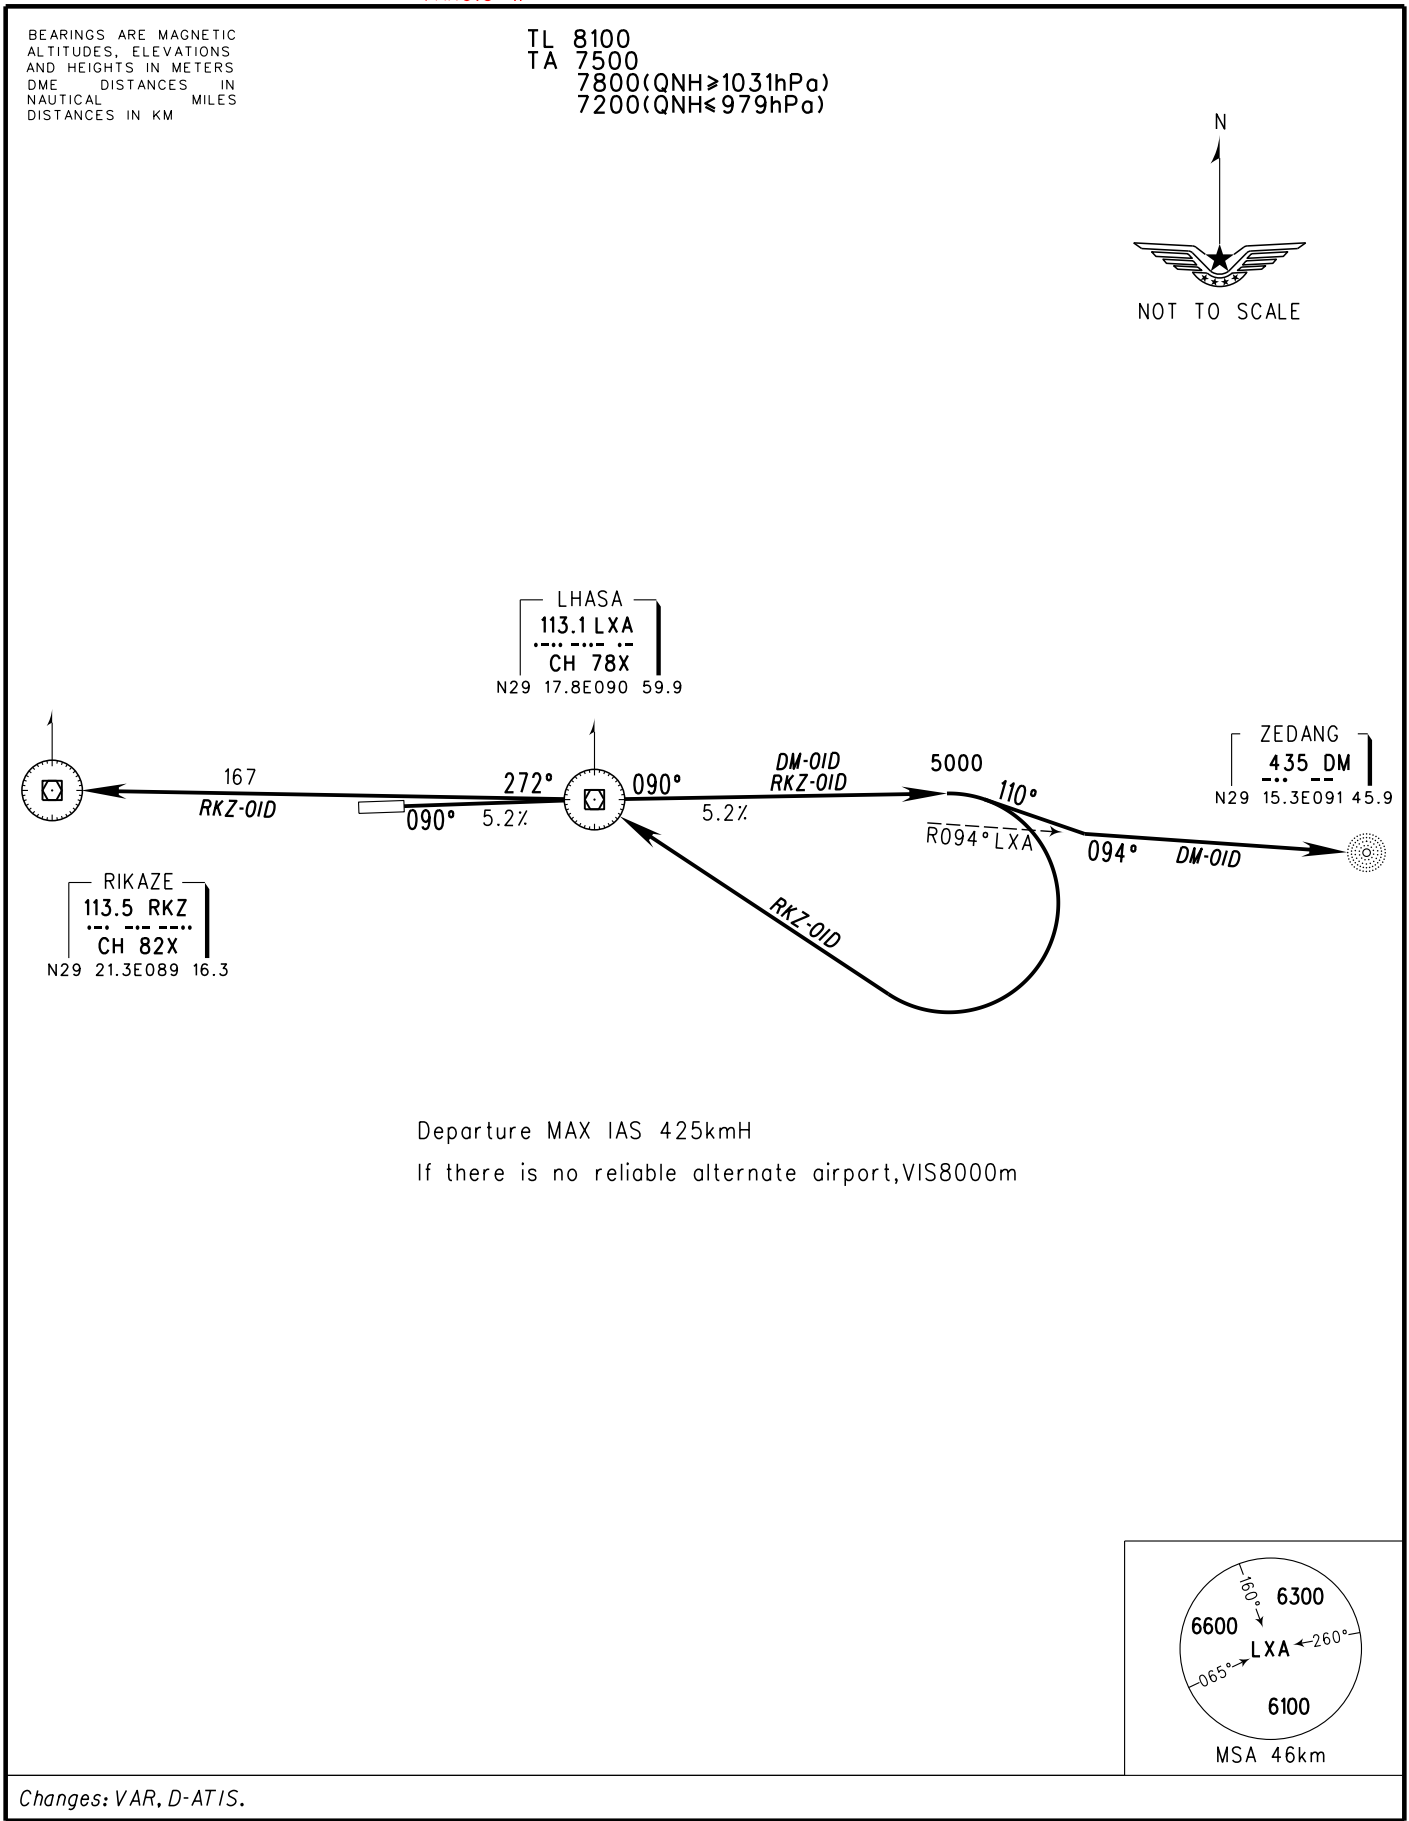 BEARINGS ARE MAGNETIC
ALTITUDES, ELEVATIONS
AND HEIGHTS IN METERS
DME DISTANCES IN
NAUTICAL MILES
DISTANCES IN KM
TL 8100
TA 7500
7800(QNH≥1031hPa)
7200(QNH≤979hPa)
N
NOT TO SCALE
LHASA
113.1 LXA
CH 78X
N29 17.8E090 59.9
ZEDANG
435 DM
N29 15.3E091 45.9
167
RKZ-01D
272°
090°
5.2%
090°
5.2%
DM-01D
RKZ-01D
5000
110°
R094°LXA
094°
DM-01D
RKZ-01D
RIKAZE
113.5 RKZ
CH 82X
N29 21.3E089 16.3
Departure MAX IAS 425kmH
If there is no reliable alternate airport,VIS8000m
160°
6300
6600
LXA
260°
065°
6100
MSA 46km
Changes: VAR, D-ATIS.